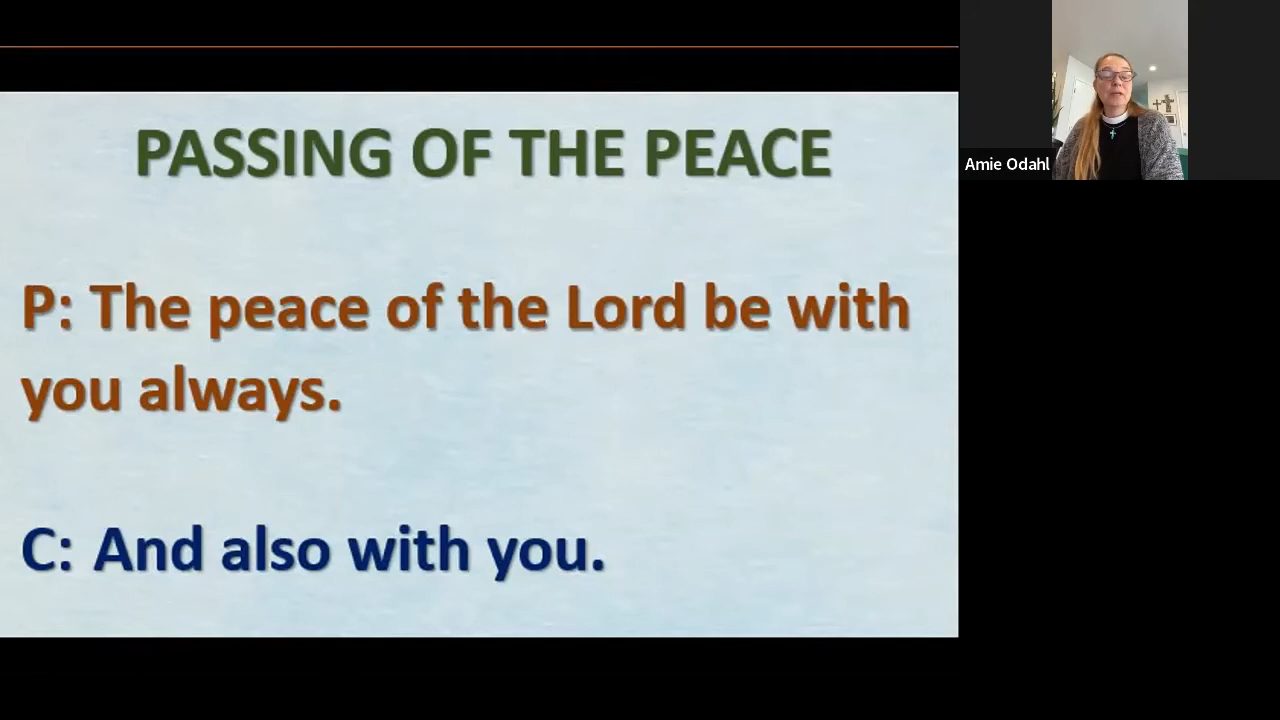 PASSING OF THE PEACE
P: The peace of the Lord be with
you always.
C: And also with you.
Amie Odahl